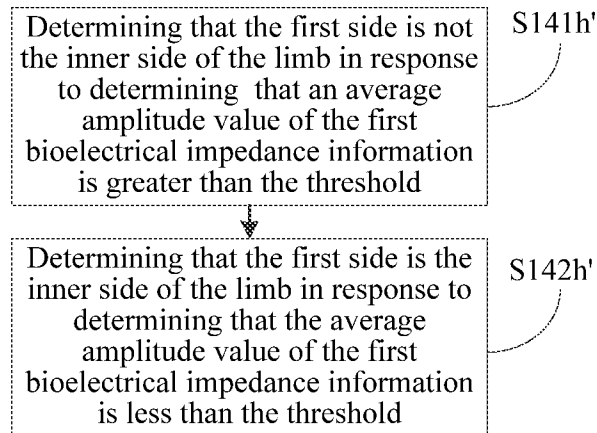 Determining that the first side is not
the inner side of the limb in response
to determining that an average
amplitude value of the first
bioelectrical impedance information
is greater than the threshold
S141h'
Determining that the first side is the
inner side of the limb in response to
determining that the average
amplitude value of the first
bioelectrical impedance information
is less than the threshold
S142h'